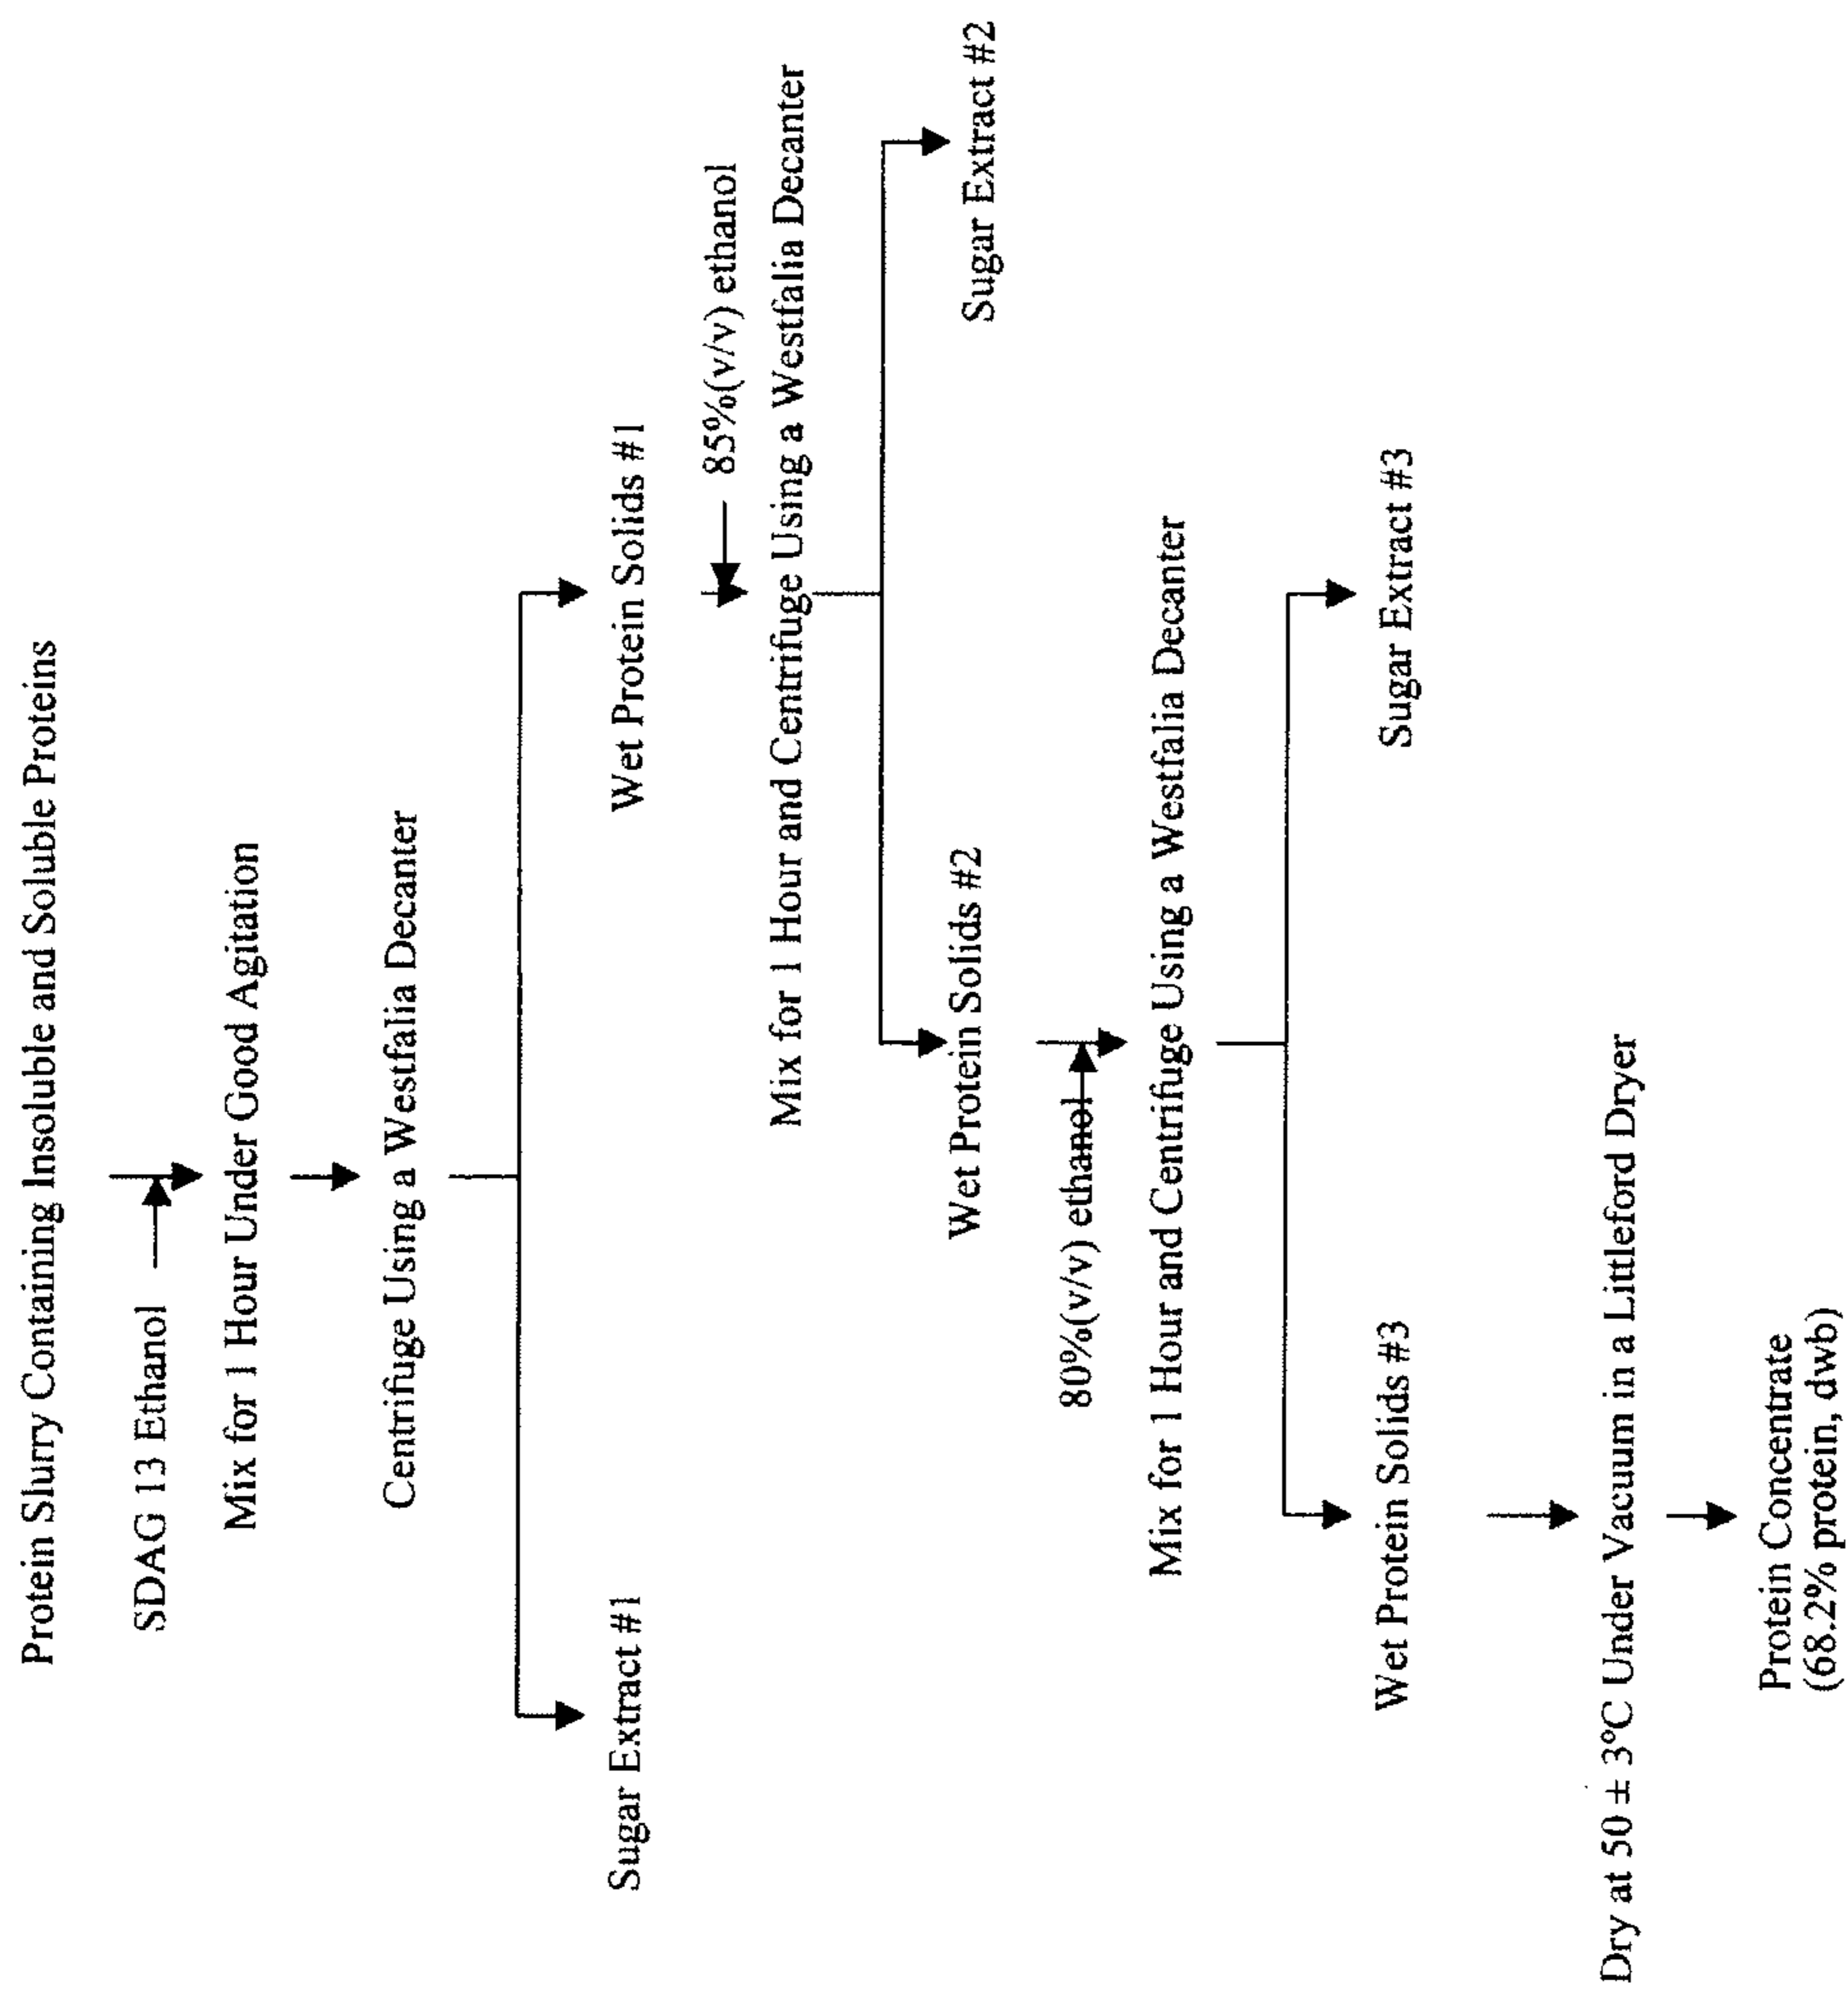 Protein Slurry Containing Insoluble and Soluble Proteins
SDAG 13 Ethanol
Mix for 1 Hour Under Good Agitation
Centrifuge Using a Westfalia Decanter
Sugar Extract #1
Wet Protein Solids #1
85%(v/v) ethanol
Mix for 1 Hour and Centrifuge Using a Westfalia Decanter
Wet Protein Solids #2
Sugar Extract #2
80%(v/v) ethanol
Mix for 1 Hour and Centrifuge Using a Westfalia Decanter
Wet Protein Solids #3
Sugar Extract #3
Dry at 50 ± 3°C Under Vacuum in a Littleford Dryer
Protein Concentrate
(68.2% protein, dwb)